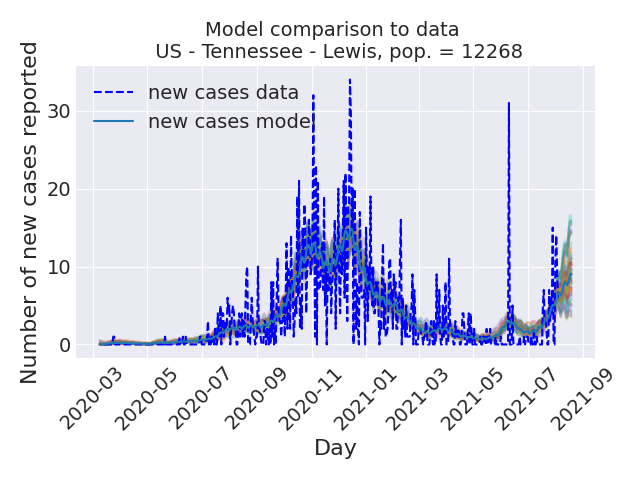 Model comparison to data
US - Tennessee - Lewis, pop. = 12268
Number of new cases reported
30
20
10
0
new cases data
new cases model
2020-03
2020-05
2020-07
2020-09
2020-11
2021-01
2021-03
2021-05
2021-07
2021-09
Day